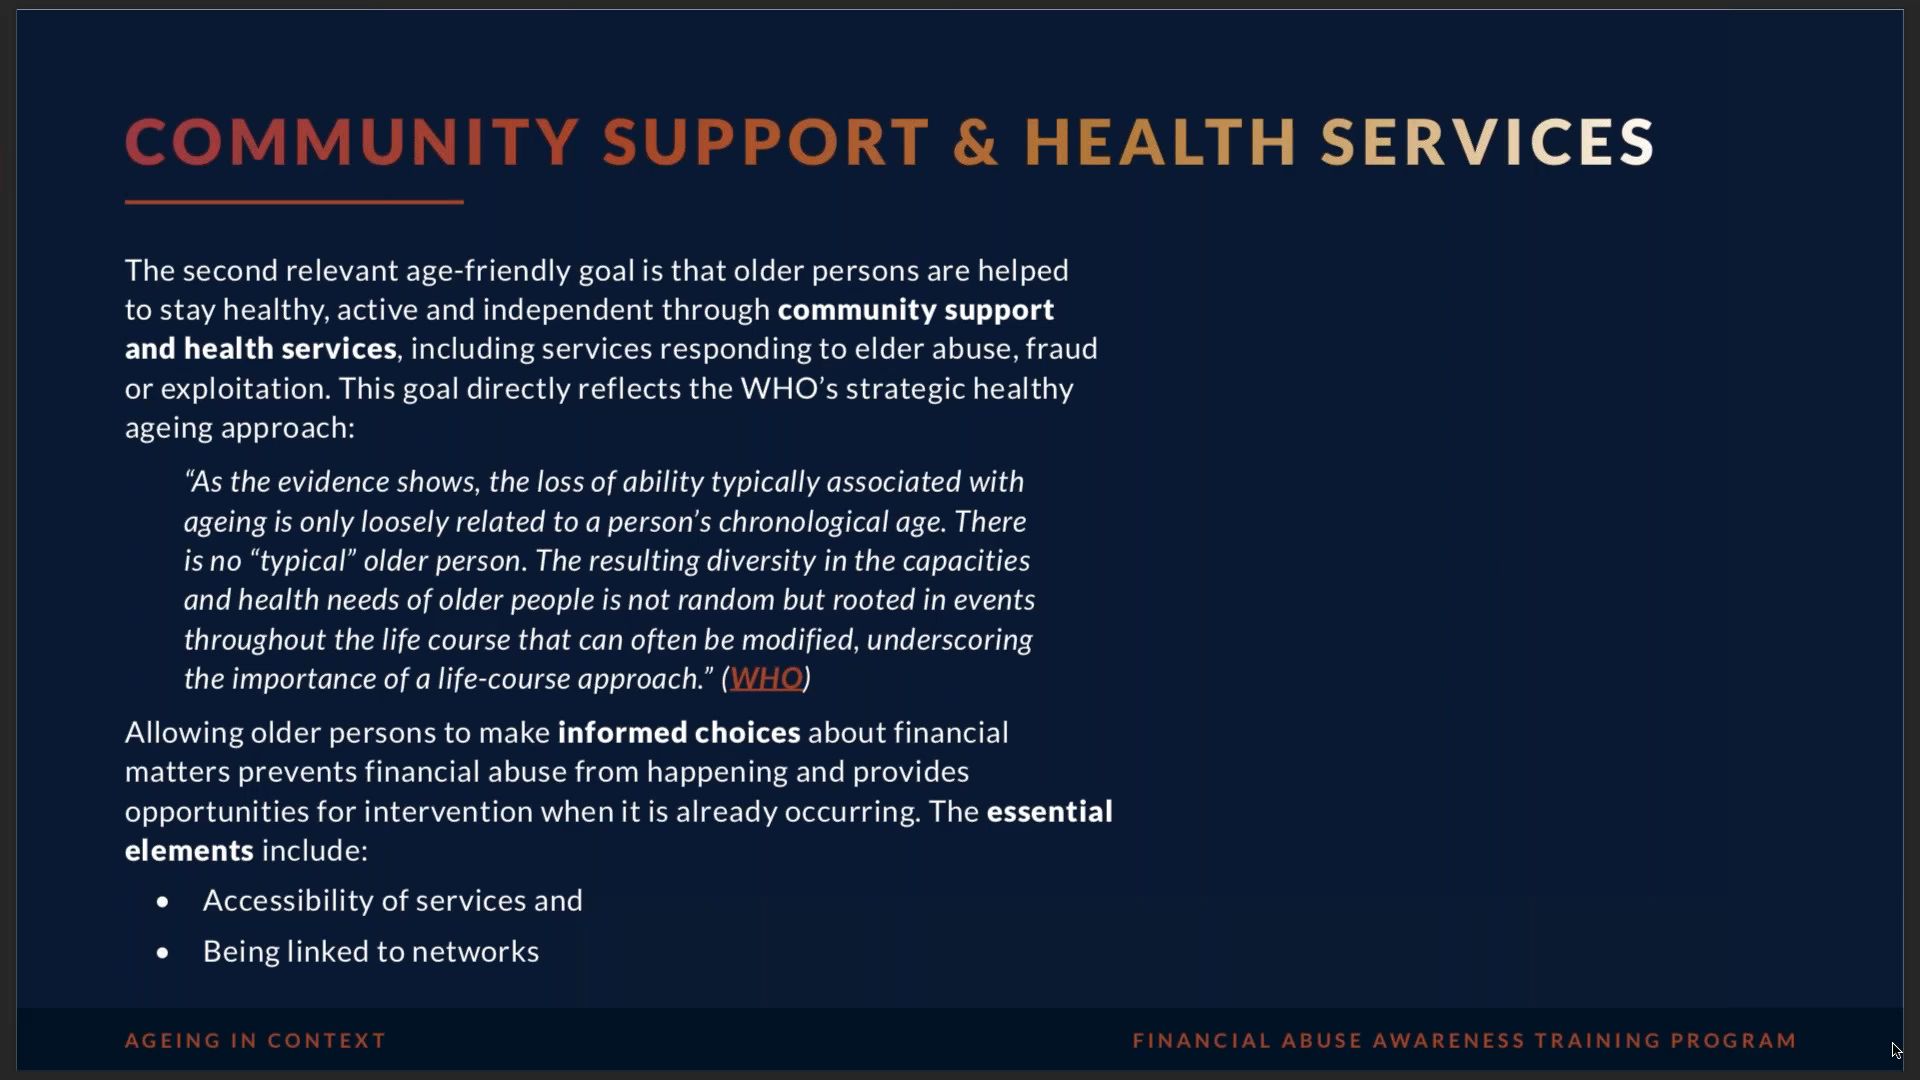 COMMUNITY SUPPORT & HEALTH SERVICES
The second relevant age-friendly goal is that older persons are helped
to stay healthy, active and independent through community support
and health services, including services responding to elder abuse, fraud
or exploitation. This goal directly reflects the WHO’s strategic healthy
ageing approach:
“As the evidence shows, the loss of ability typically associated with
ageing is only loosely related to a person’s chronological age. There
is no “typical” older person. The resulting diversity in the capacities
and health needs of older people is not random but rooted in events
throughout the life course that can often be modified, underscoring
the importance of a life-course approach.” (WHO)
Allowing older persons to make informed choices about financial
matters prevents financial abuse from happening and provides
opportunities for intervention when it is already occurring. The essential
elements include:
• Accessibility of services and
• Being linked to networks
AGEING IN CONTEXT
FINANCIAL ABUSE AWARENESS TRAINING PROGRAM